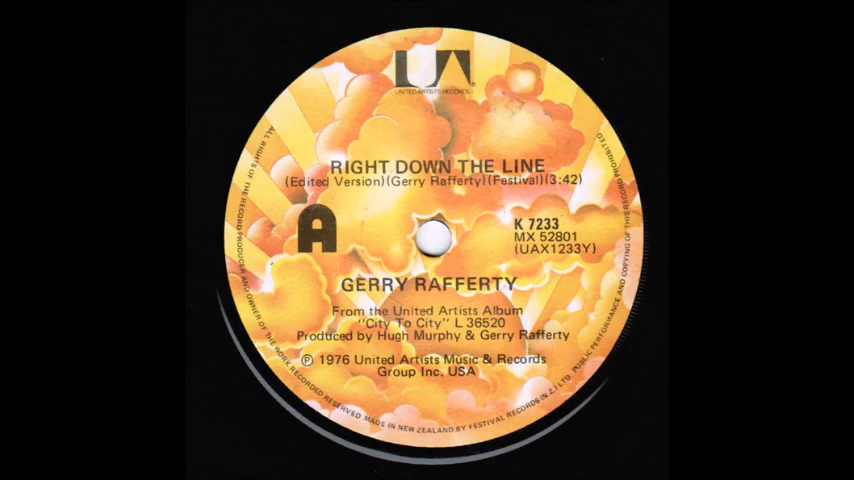 UA
UNITED ARTISTS RECORDS
RIGHT DOWN THE LINE
(Edited Version)(Gerry Rafferty)(Festival)(3:42)
A
K 7233
MX 52801
(UAX1233Y)
GERRY RAFFERTY
From the United Artists Album
"City To City" L 36520
Produced by Hugh Murphy & Gerry Rafferty
Ⓟ 1976 United Artists Music & Records
Group Inc, USA
ALL RIGHTS OF THE RECORD PRODUCER AND OWNER OF THE WORK RECORDED RESERVED MADE IN NEW ZEALAND BY FESTIVAL RECORDS (N.Z.) LTD. PUBLIC PERFORMANCE AND COPYING OF THIS RECORD PROHIBITED.